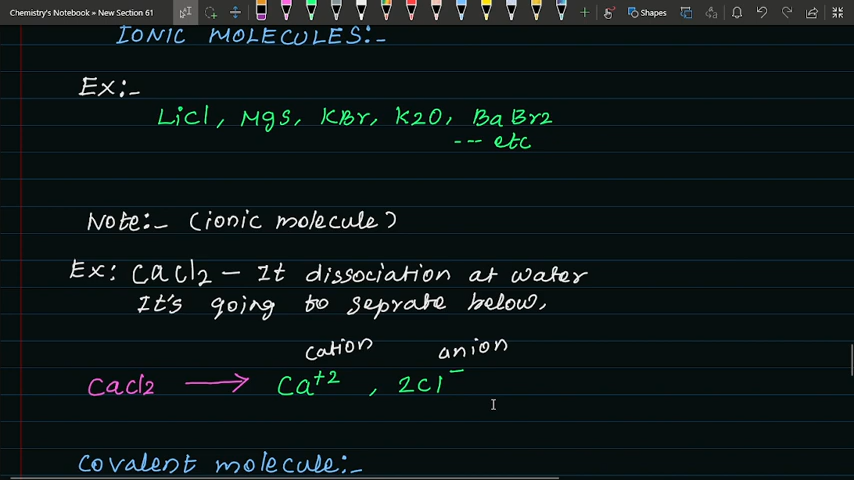 Chemistry's Notebook » New Section 61
Shapes
IONIC MOLECULES:-
Ex:-
LiCl, MgS, KBr, K2O, BaBr2
--- etc
Note:- (ionic molecule)
Ex: CaCl2 - It dissociation at water
It's going to seprate below,
cation anion
CaCl2 → Ca+2 , 2Cl-
Covalent molecule:-